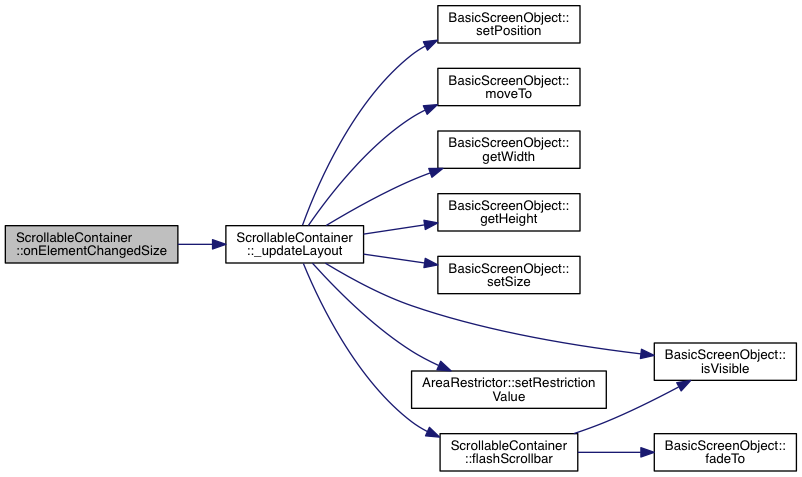 BasicScreenObject::
setPosition
BasicScreenObject::
moveTo
BasicScreenObject::
getWidth
BasicScreenObject::
getHeight
ScrollableContainer
::onElementChangedSize
ScrollableContainer
::_updateLayout
BasicScreenObject::
setSize
BasicScreenObject::
isVisible
AreaRestrictor::setRestriction
Value
ScrollableContainer
::flashScrollbar
BasicScreenObject::
fadeTo